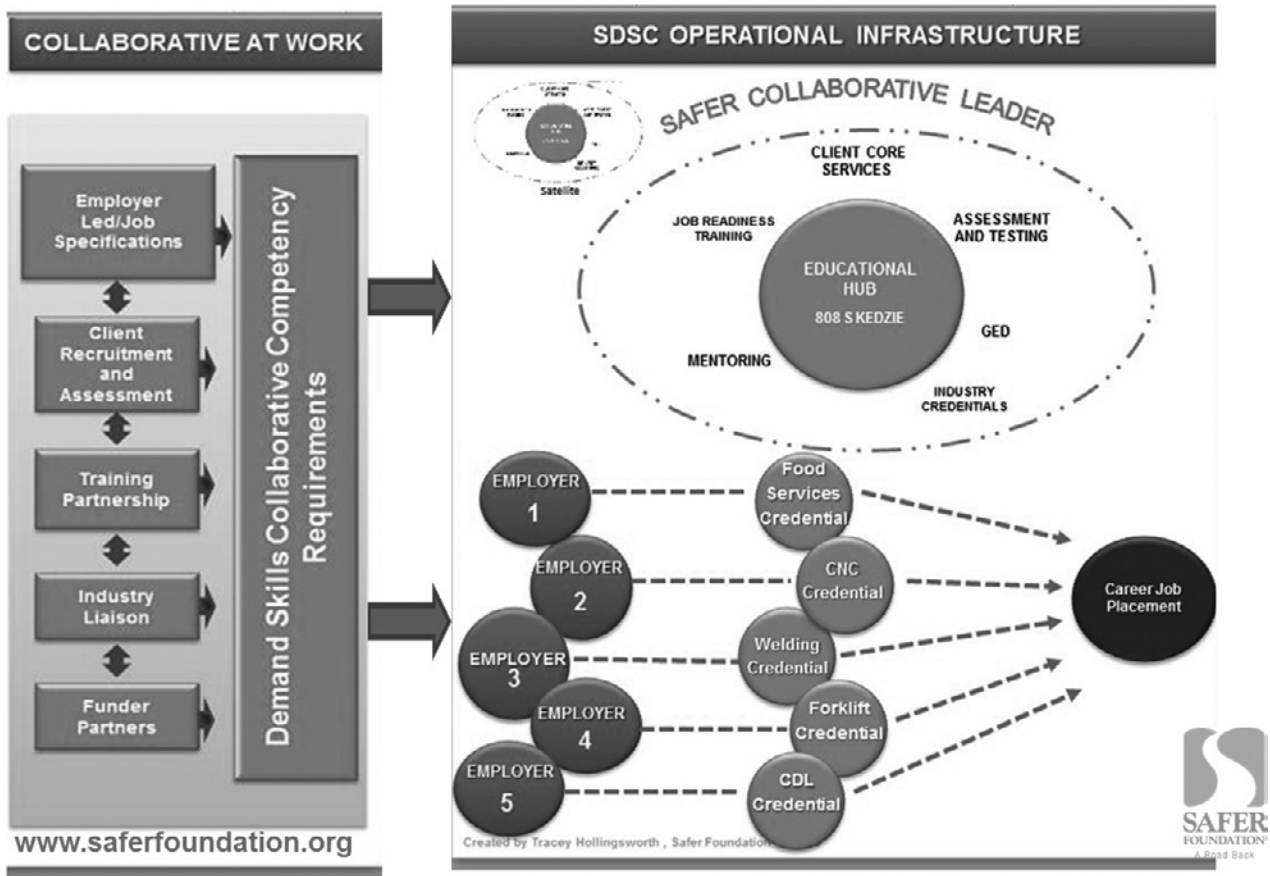 COLLABORATIVE AT WORK
Employer
Led/Job
Specifications
Client
Recruitment
and
Assessment
Training
Partnership
Industry
Liaison
Funder
Partners
Demand Skills Collaborative Competency
Requirements
www.saferfoundation.org
SDSC OPERATIONAL INFRASTRUCTURE
Satellite
SAFER COLLABORATIVE LEADER
CLIENT CORE
SERVICES
JOB READINESS
TRAINING
ASSESSMENT
AND TESTING
EDUCATIONAL
HUB
808 S KEDZIE
GED
MENTORING
INDUSTRY
CREDENTIALS
EMPLOYER
1
Food
Services
Credential
EMPLOYER
2
CNC
Credential
Career Job
Placement
EMPLOYER
3
Welding
Credential
EMPLOYER
4
Forklift
Credential
EMPLOYER
5
CDL
Credential
Created by Tracey Hollingsworth , Safer Foundation
SAFER
FOUNDATION®
A Road Back